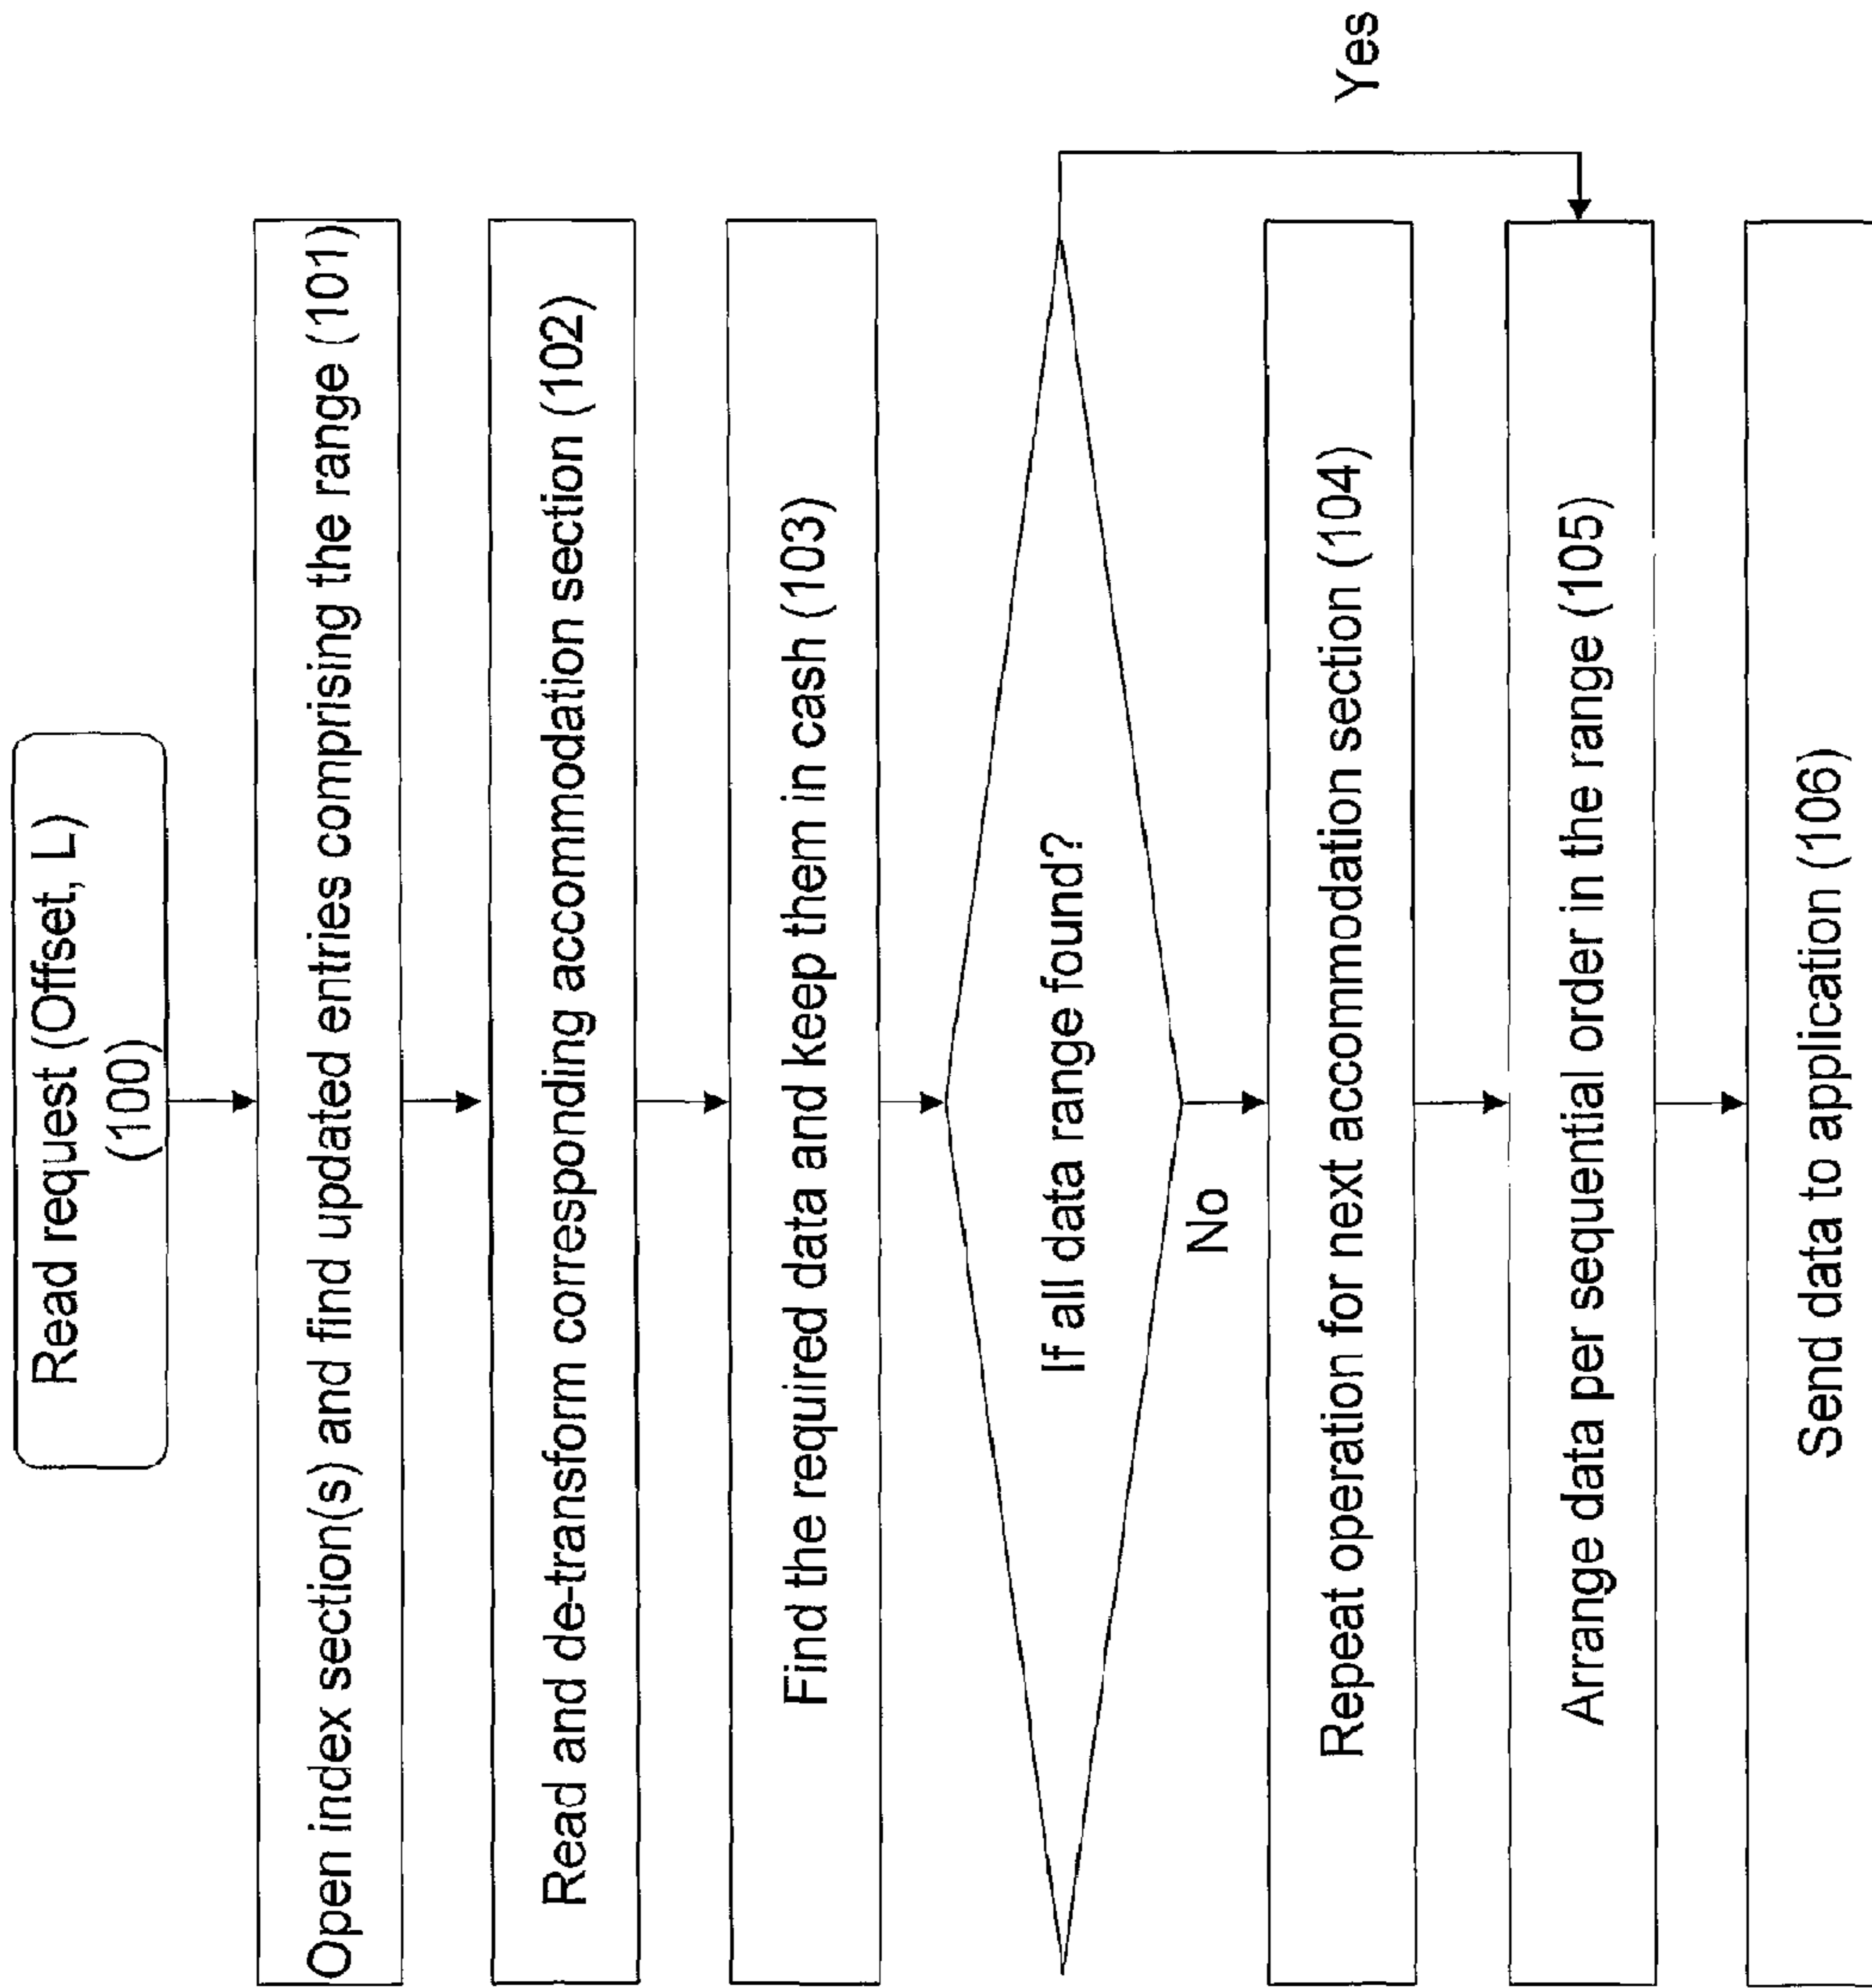 Read request (Offset, L)
(100)
Open index section(s) and find updated entries comprising the range (101)
Read and de-transform corresponding accommodation section (102)
Find the required data and keep them in cash (103)
If all data range found?
Yes
No
Repeat operation for next accommodation section (104)
Arrange data per sequential order in the range (105)
Send data to application (106)